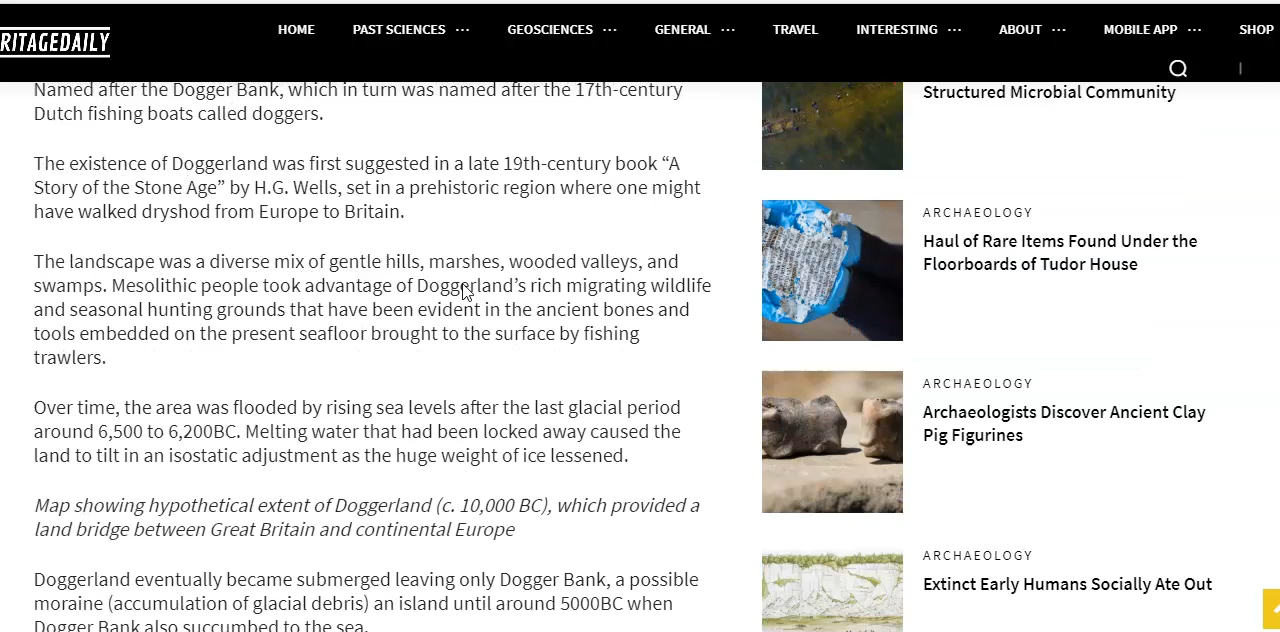 RITAGEDAILY
HOME PAST SCIENCES ··· GEOSCIENCES ··· GENERAL ··· TRAVEL INTERESTING ··· ABOUT ··· MOBILE APP ··· SHOP
Named after the Dogger Bank, which in turn was named after the 17th-century
Dutch fishing boats called doggers.
The existence of Doggerland was first suggested in a late 19th-century book “A
Story of the Stone Age” by H.G. Wells, set in a prehistoric region where one might
have walked dryshod from Europe to Britain.
The landscape was a diverse mix of gentle hills, marshes, wooded valleys, and
swamps. Mesolithic people took advantage of Doggerland’s rich migrating wildlife
and seasonal hunting grounds that have been evident in the ancient bones and
tools embedded on the present seafloor brought to the surface by fishing
trawlers.
Over time, the area was flooded by rising sea levels after the last glacial period
around 6,500 to 6,200BC. Melting water that had been locked away caused the
land to tilt in an isostatic adjustment as the huge weight of ice lessened.
Map showing hypothetical extent of Doggerland (c. 10,000 BC), which provided a
land bridge between Great Britain and continental Europe
Doggerland eventually became submerged leaving only Dogger Bank, a possible
moraine (accumulation of glacial debris) an island until around 5000BC when
Dogger Bank also succumbed to the sea.
Structured Microbial Community
ARCHAEOLOGY
Haul of Rare Items Found Under the
Floorboards of Tudor House
ARCHAEOLOGY
Archaeologists Discover Ancient Clay
Pig Figurines
ARCHAEOLOGY
Extinct Early Humans Socially Ate Out